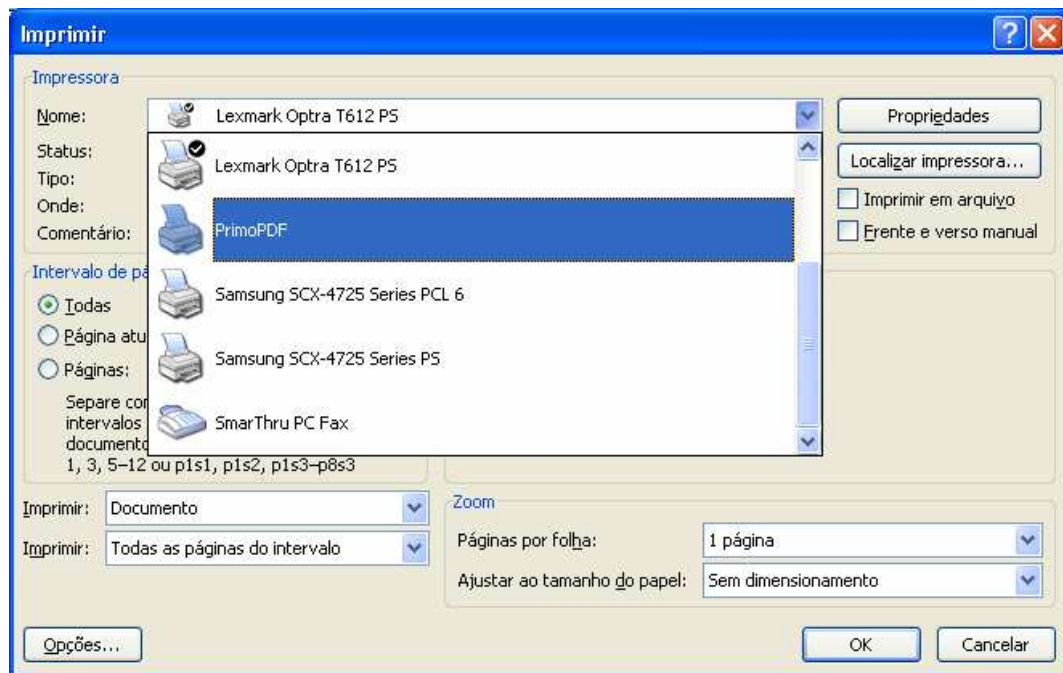 Imprimir
Impressora
Nome:
Lexmark Optra T612 PS
Propriedades
Status:
Lexmark Optra T612 PS
Localizar impressora...
Tipo:
Onde:
PrimoPDF
Imprimir em arquivo
Comentário:
Frente e verso manual
Intervalo de
Todas
Samsung SCX-4725 Series PCL 6
Página
Páginas:
Samsung SCX-4725 Series PS
Separe
intervalos
SmarThru PC Fax
1, 3, 5–12 ou p1s1, p1s2, p1s3–p8s3
Imprimir: Documento
Imprimir: Todas as páginas do intervalo
Zoom
Páginas por folha: 1 página
Ajustar ao tamanho do papel: Sem dimensionamento
Opções...
OK
Cancelar